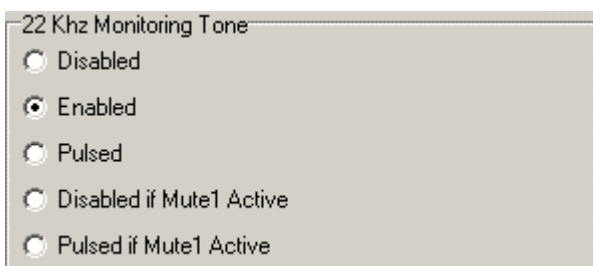 22 Khz Monitoring Tone
Disabled
Enabled
Pulsed
Disabled if Mute1 Active
Pulsed if Mute1 Active